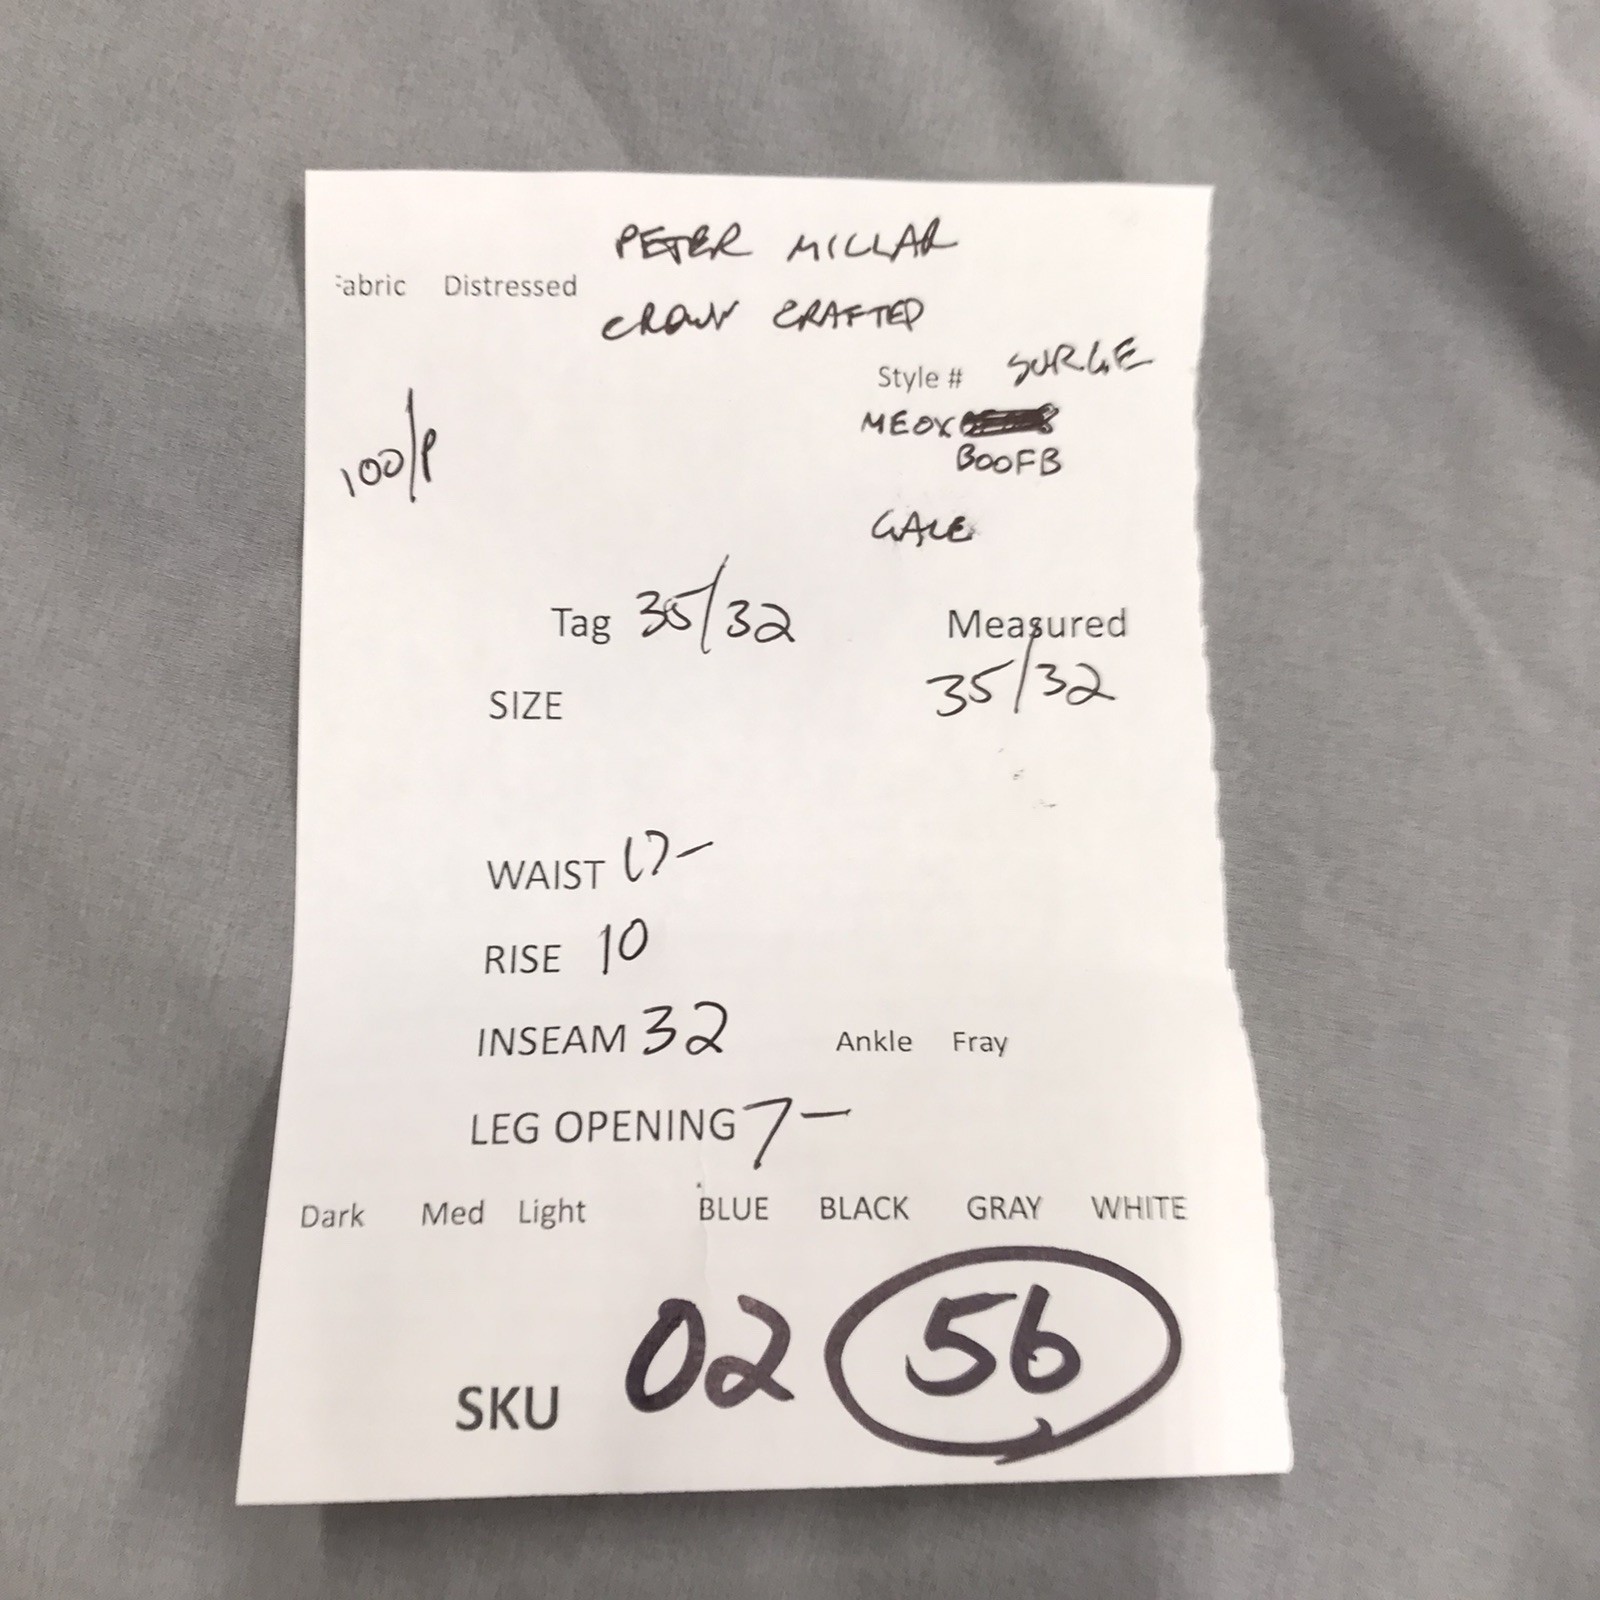 PETER MILLAR
Fabric Distressed
CROWN CRAFTED
Style # SURGE
MEOX
BOOFB
100/P
GALE
Tag 35/32
Measured
35/32
SIZE
WAIST 17-
RISE 10
INSEAM 32 Ankle Fray
LEG OPENING 7-
Dark Med Light BLUE BLACK GRAY WHITE
SKU 02 56